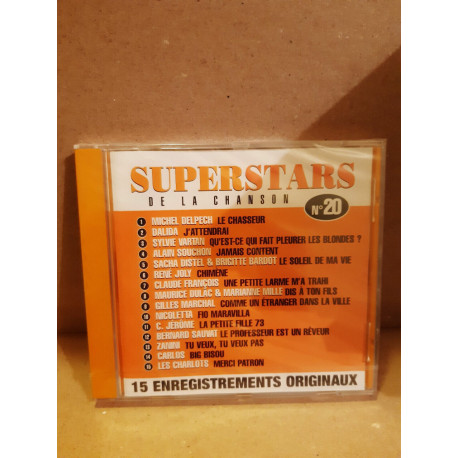 SUPERSTARS
DE LA CHANSON
N°20
1 MICHEL DELPECH LE CHASSEUR
2 DALIDA J'ATTENDRAI
3 SYLVIE VARTAN QU'EST-CE QUI FAIT PLEURER LES BLONDES ?
4 ALAIN SOUCHON JAMAIS CONTENT
5 SACHA DISTEL & BRIGITTE BARDOT LE SOLEIL DE MA VIE
6 RENÉ JOLY CHIMÈNE
7 CLAUDE FRANÇOIS UNE PETITE LARME M'A TRAHI
8 MAURICE DULAC & MARIANNE MILLE DIS À TON FILS
9 GILLES MARCHAL COMME UN ÉTRANGER DANS LA VILLE
10 NICOLETTA FIO MARAVILLA
11 C. JÉROME LA PETITE FILLE 73
12 BERNARD SAUVAT LE PROFESSEUR EST UN RÊVEUR
13 ZANINI TU VEUX, TU VEUX PAS
14 CARLOS BIG BISOU
15 LES CHARLOTS MERCI PATRON
15 ENREGISTREMENTS ORIGINAUX